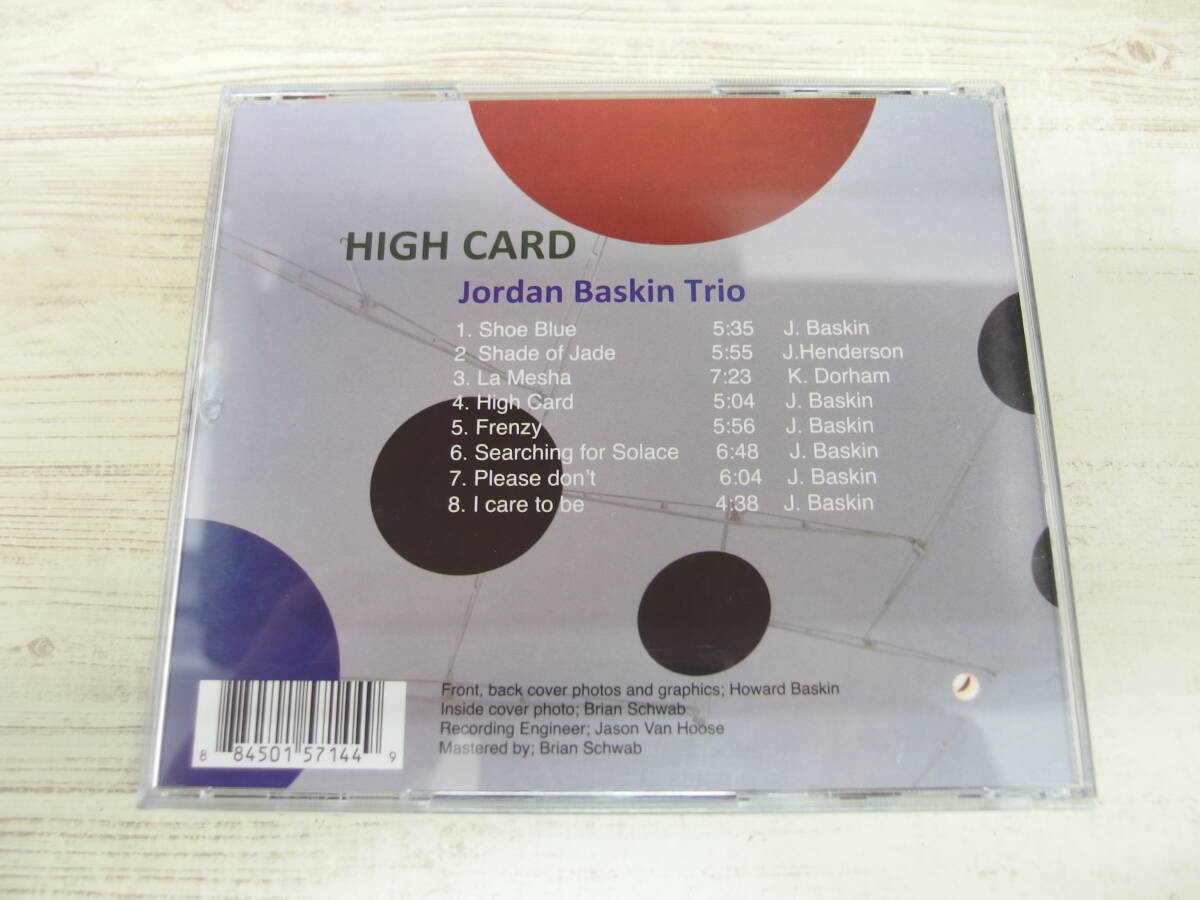 HIGH CARD
Jordan Baskin Trio
1. Shoe Blue 5:35 J. Baskin
2 Shade of Jade 5:55 J.Henderson
3. La Mesha 7:23 K. Dorham
4. High Card 5:04 J. Baskin
5. Frenzy 5:56 J. Baskin
6. Searching for Solace 6:48 J. Baskin
7. Please don't 6:04 J. Baskin
8. I care to be 4:38 J. Baskin
Front, back cover photos and graphics; Howard Baskin
Inside cover photo; Brian Schwab
Recording Engineer; Jason Van Hoose
Mastered by; Brian Schwab
8 84501 57144 9